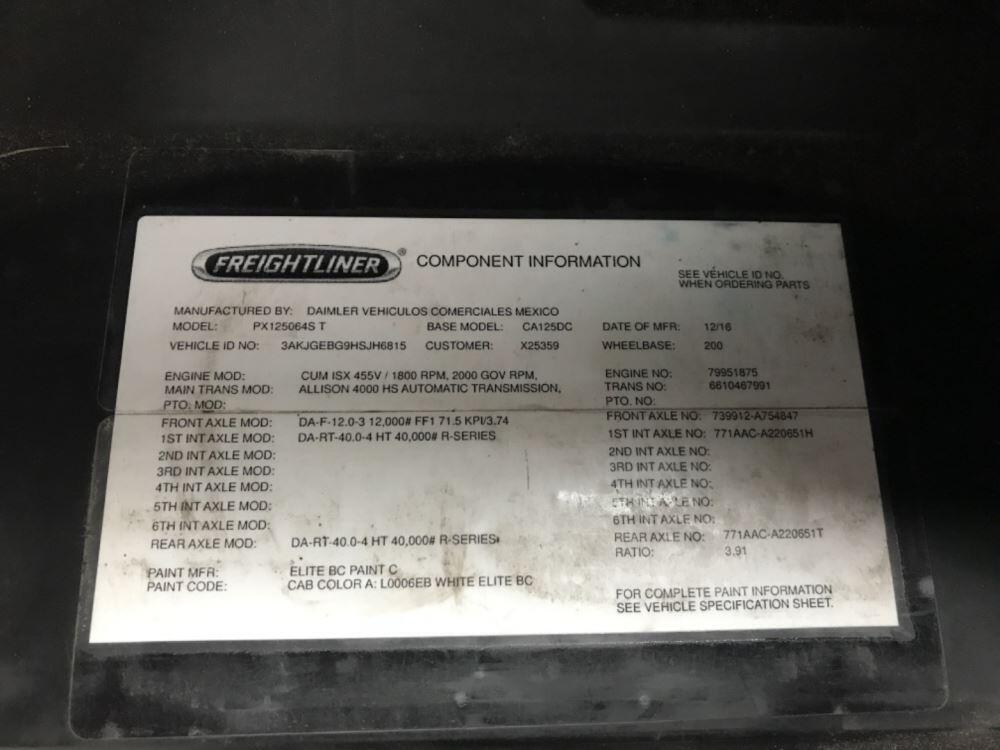 FREIGHTLINER® COMPONENT INFORMATION
SEE VEHICLE ID NO.
WHEN ORDERING PARTS
MANUFACTURED BY: DAIMLER VEHICULOS COMERCIALES MEXICO
MODEL: PX125064S T BASE MODEL: CA125DC DATE OF MFR: 12/16
VEHICLE ID NO: 3AKJGEBG9HSJH6815 CUSTOMER: X25359 WHEELBASE: 200
ENGINE MOD: CUM ISX 455V / 1800 RPM, 2000 GOV RPM, ENGINE NO: 79951875
MAIN TRANS MOD: ALLISON 4000 HS AUTOMATIC TRANSMISSION, TRANS NO: 6610467991
PTO: MOD: PTO. NO:
FRONT AXLE MOD: DA-F-12.0-3 12,000# FF1 71.5 KPI/3.74 FRONT AXLE NO: 739912-A754847
1ST INT AXLE MOD: DA-RT-40.0-4 HT 40,000# R-SERIES 1ST INT AXLE NO: 771AAC-A220651H
2ND INT AXLE MOD: 2ND INT AXLE NO:
3RD INT AXLE MOD: 3RD INT AXLE NO:
4TH INT AXLE MOD: 4TH INT AXLE NO:
5TH INT AXLE MOD: 5TH INT AXLE NO:
6TH INT AXLE MOD: 6TH INT AXLE NO:
REAR AXLE MOD: DA-RT-40.0-4 HT 40,000# R-SERIES REAR AXLE NO: 771AAC-A220651T
RATIO: 3.91
PAINT MFR: ELITE BC PAINT C
PAINT CODE: CAB COLOR A: L0006EB WHITE ELITE BC
FOR COMPLETE PAINT INFORMATION
SEE VEHICLE SPECIFICATION SHEET.